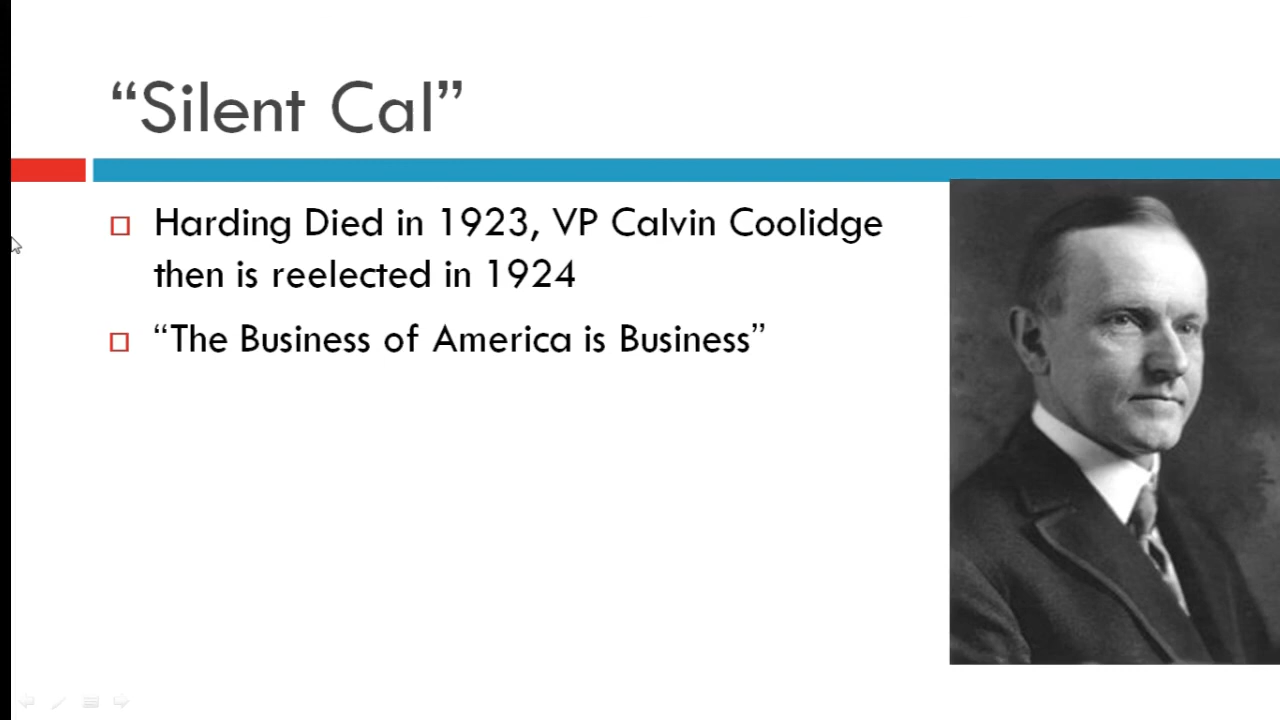 “Silent Cal”
Harding Died in 1923, VP Calvin Coolidge
then is reelected in 1924
“The Business of America is Business”